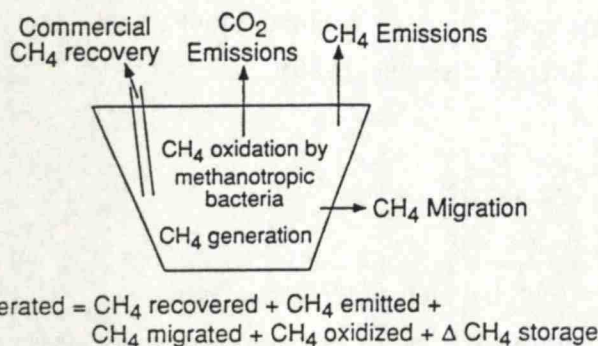 Commercial
CH4 recovery
CO2
Emissions
CH4 Emissions
CH4 oxidation by
methanotropic
bacteria
CH4 generation
CH4 Migration
erated = CH4 recovered + CH4 emitted +
CH4 migrated + CH4 oxidized + Δ CH4 storage